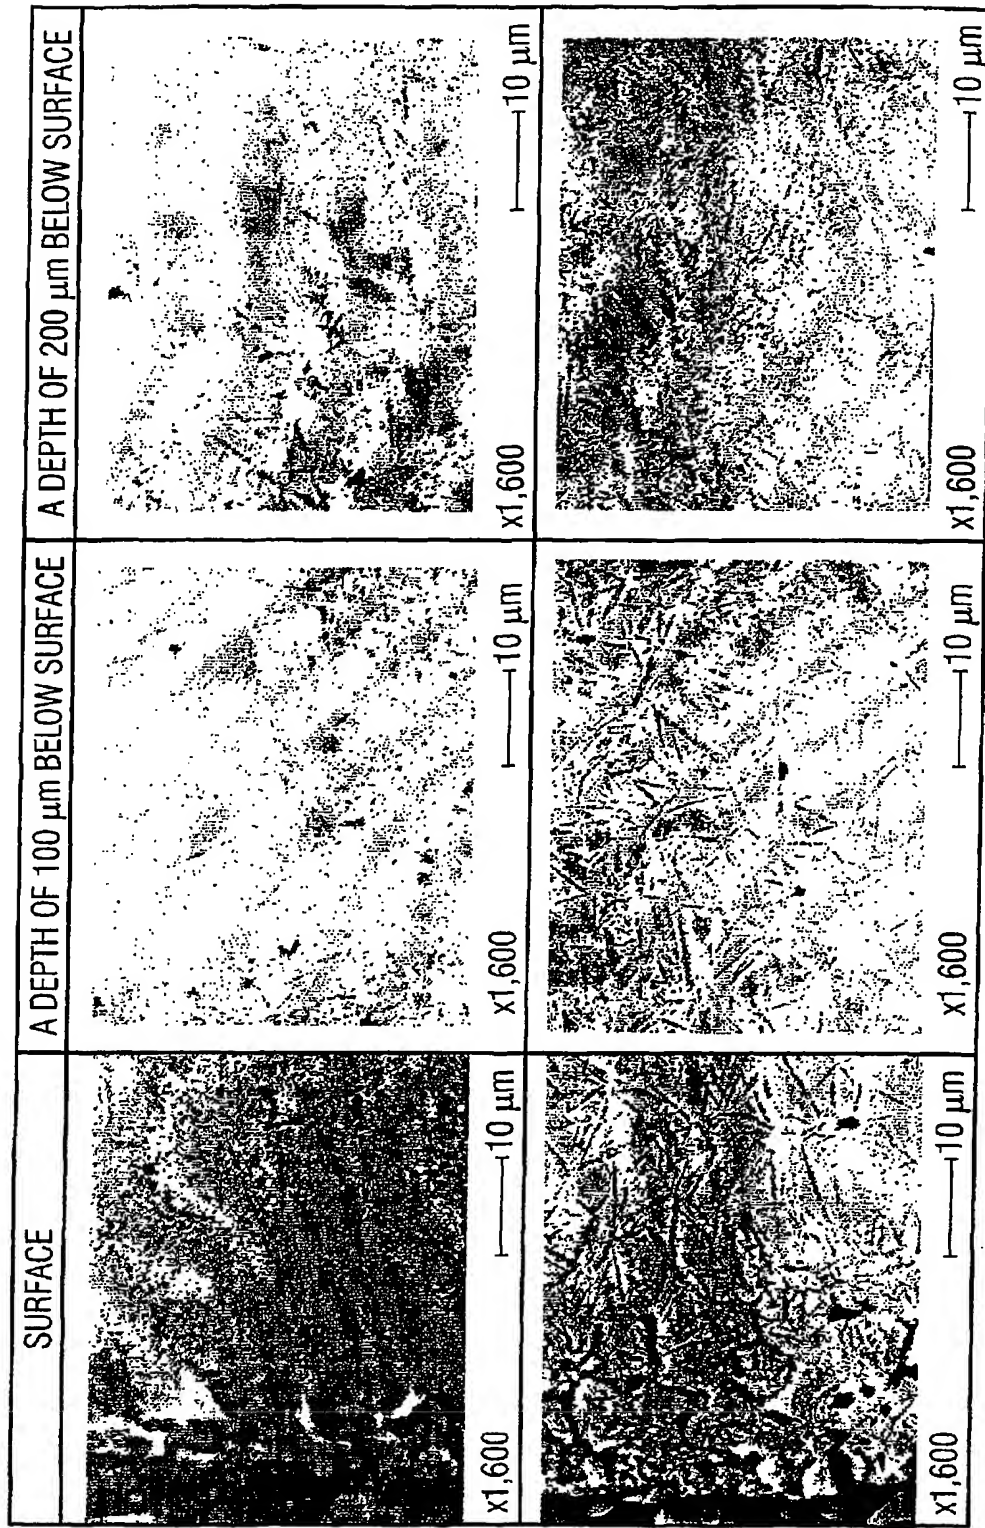 SURFACE
A DEPTH OF 100 μm BELOW SURFACE
A DEPTH OF 200 μm BELOW SURFACE
x1,600 10 μm
x1,600 10 μm
x1,600 10 μm
x1,600 10 μm
x1,600 10 μm
x1,600 10 μm